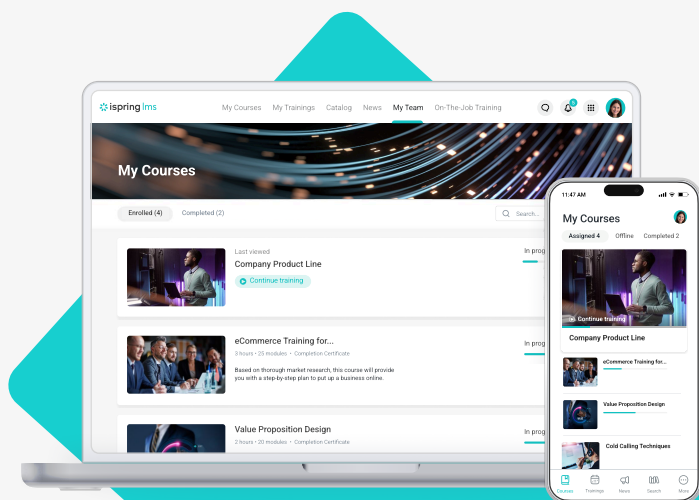 ispring lms
My Courses My Trainings Catalog News My Team On-The-Job Training
My Courses
Enrolled (4) Completed (2)
Search...
Last viewed
Company Product Line
Continue training
In prog
eCommerce Training for...
3 hours • 25 modules • Completion Certificate
Based on thorough market research, this course will provide
you with a step-by-step plan to put up a business online.
In prog
Value Proposition Design
2 hours • 20 modules • Completion Certificate
In prog
11:47 AM
My Courses
Assigned 4 Offline Completed 2
Continue training
Company Product Line
eCommerce Training for...
Value Proposition Design
Cold Calling Techniques
Courses Trainings News Search More